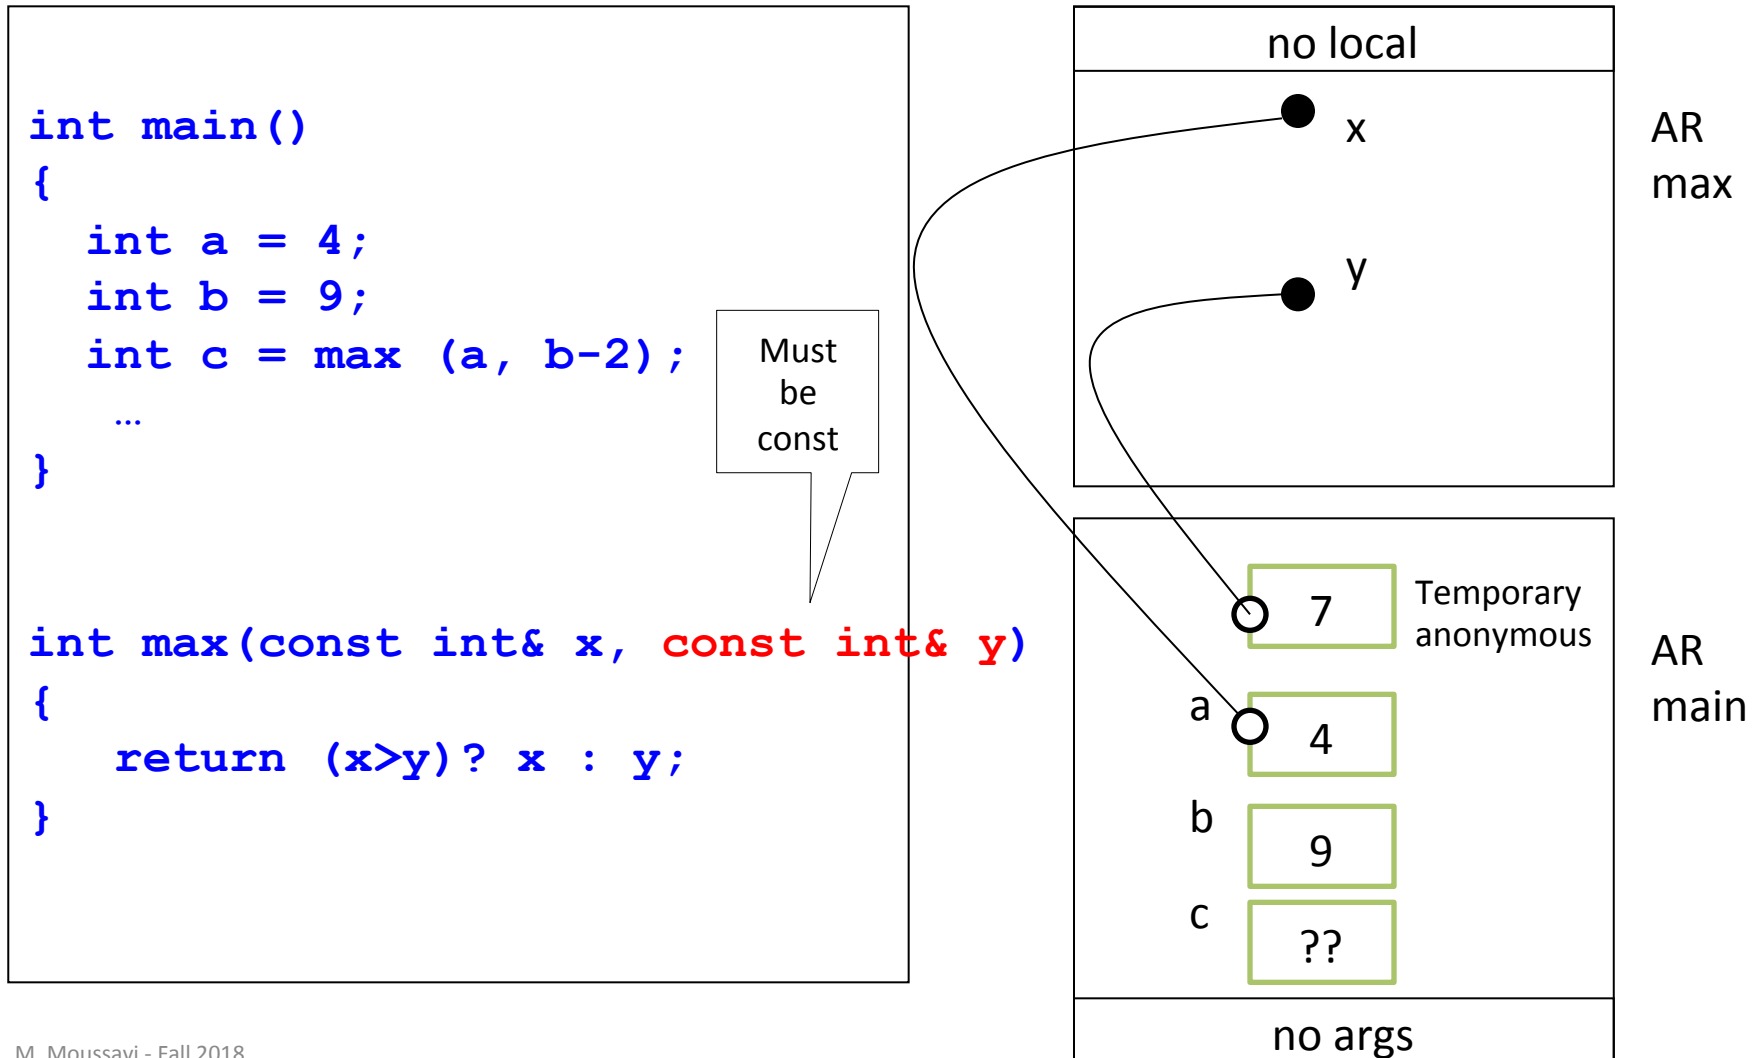 int main()
{
int a = 4;
int b = 9;
int c = max (a, b-2);
…
}
Must
be
const
int max(const int& x, const int& y)
{
return (x>y)? x : y;
}
no local
x
y
AR
max
7
Temporary
anonymous
a
4
b
9
c
??
AR
main
no args
M. Moussavi - Fall 2018